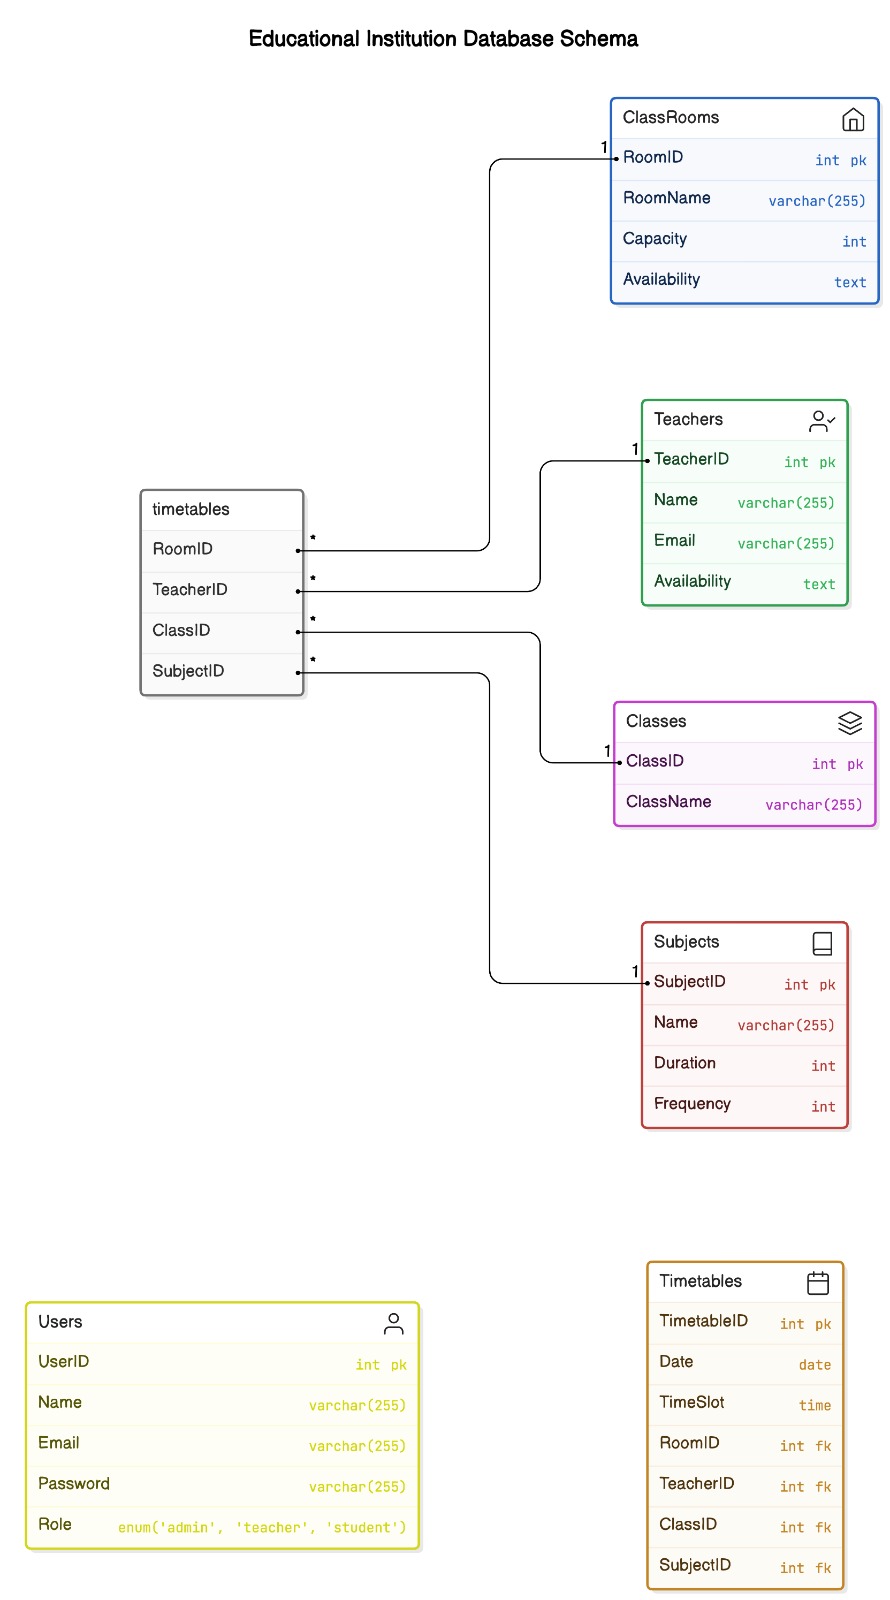 Educational Institution Database Schema
ClassRooms
1
RoomID int pk
RoomName varchar(255)
Capacity int
Availability text
Teachers
1
TeacherID int pk
Name varchar(255)
Email varchar(255)
Availability text
timetables
RoomID *
TeacherID *
ClassID *
SubjectID *
Classes
1
ClassID int pk
ClassName varchar(255)
Subjects
1
SubjectID int pk
Name varchar(255)
Duration int
Frequency int
Users
UserID int pk
Name varchar(255)
Email varchar(255)
Password varchar(255)
Role enum('admin', 'teacher', 'student')
Timetables
TimetableID int pk
Date date
TimeSlot time
RoomID int fk
TeacherID int fk
ClassID int fk
SubjectID int fk